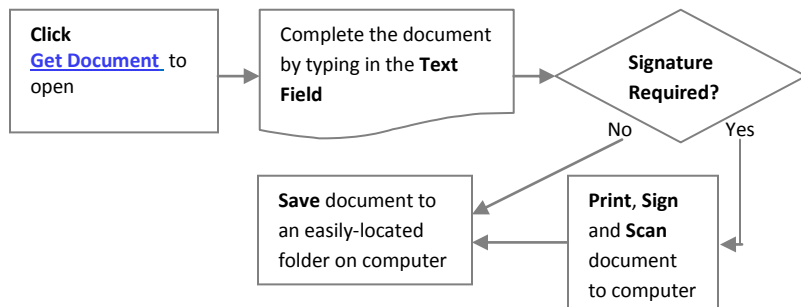 Click
Get Document to
open
Complete the document
by typing in the Text
Field
Signature
Required?
No
Yes
Save document to
an easily-located
folder on computer
Print, Sign
and Scan
document
to computer